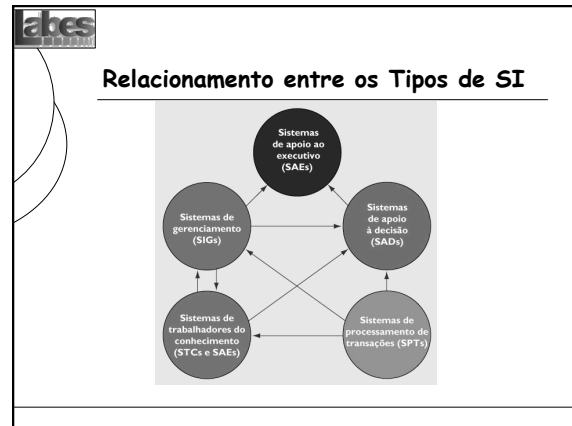 Labes
Relacionamento entre os Tipos de SI
Sistemas
de apoio ao
executivo
(SAEs)
Sistemas de
gerenciamento
(SIGs)
Sistemas
de apoio
à decisão
(SADs)
Sistemas de
trabalhadores do
conhecimento
(STCs e SAEs)
Sistemas de
processamento de
transações (SPTs)